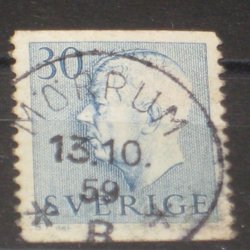 30
SVERIGE
MÖRRUM
13.10.
59
* B *